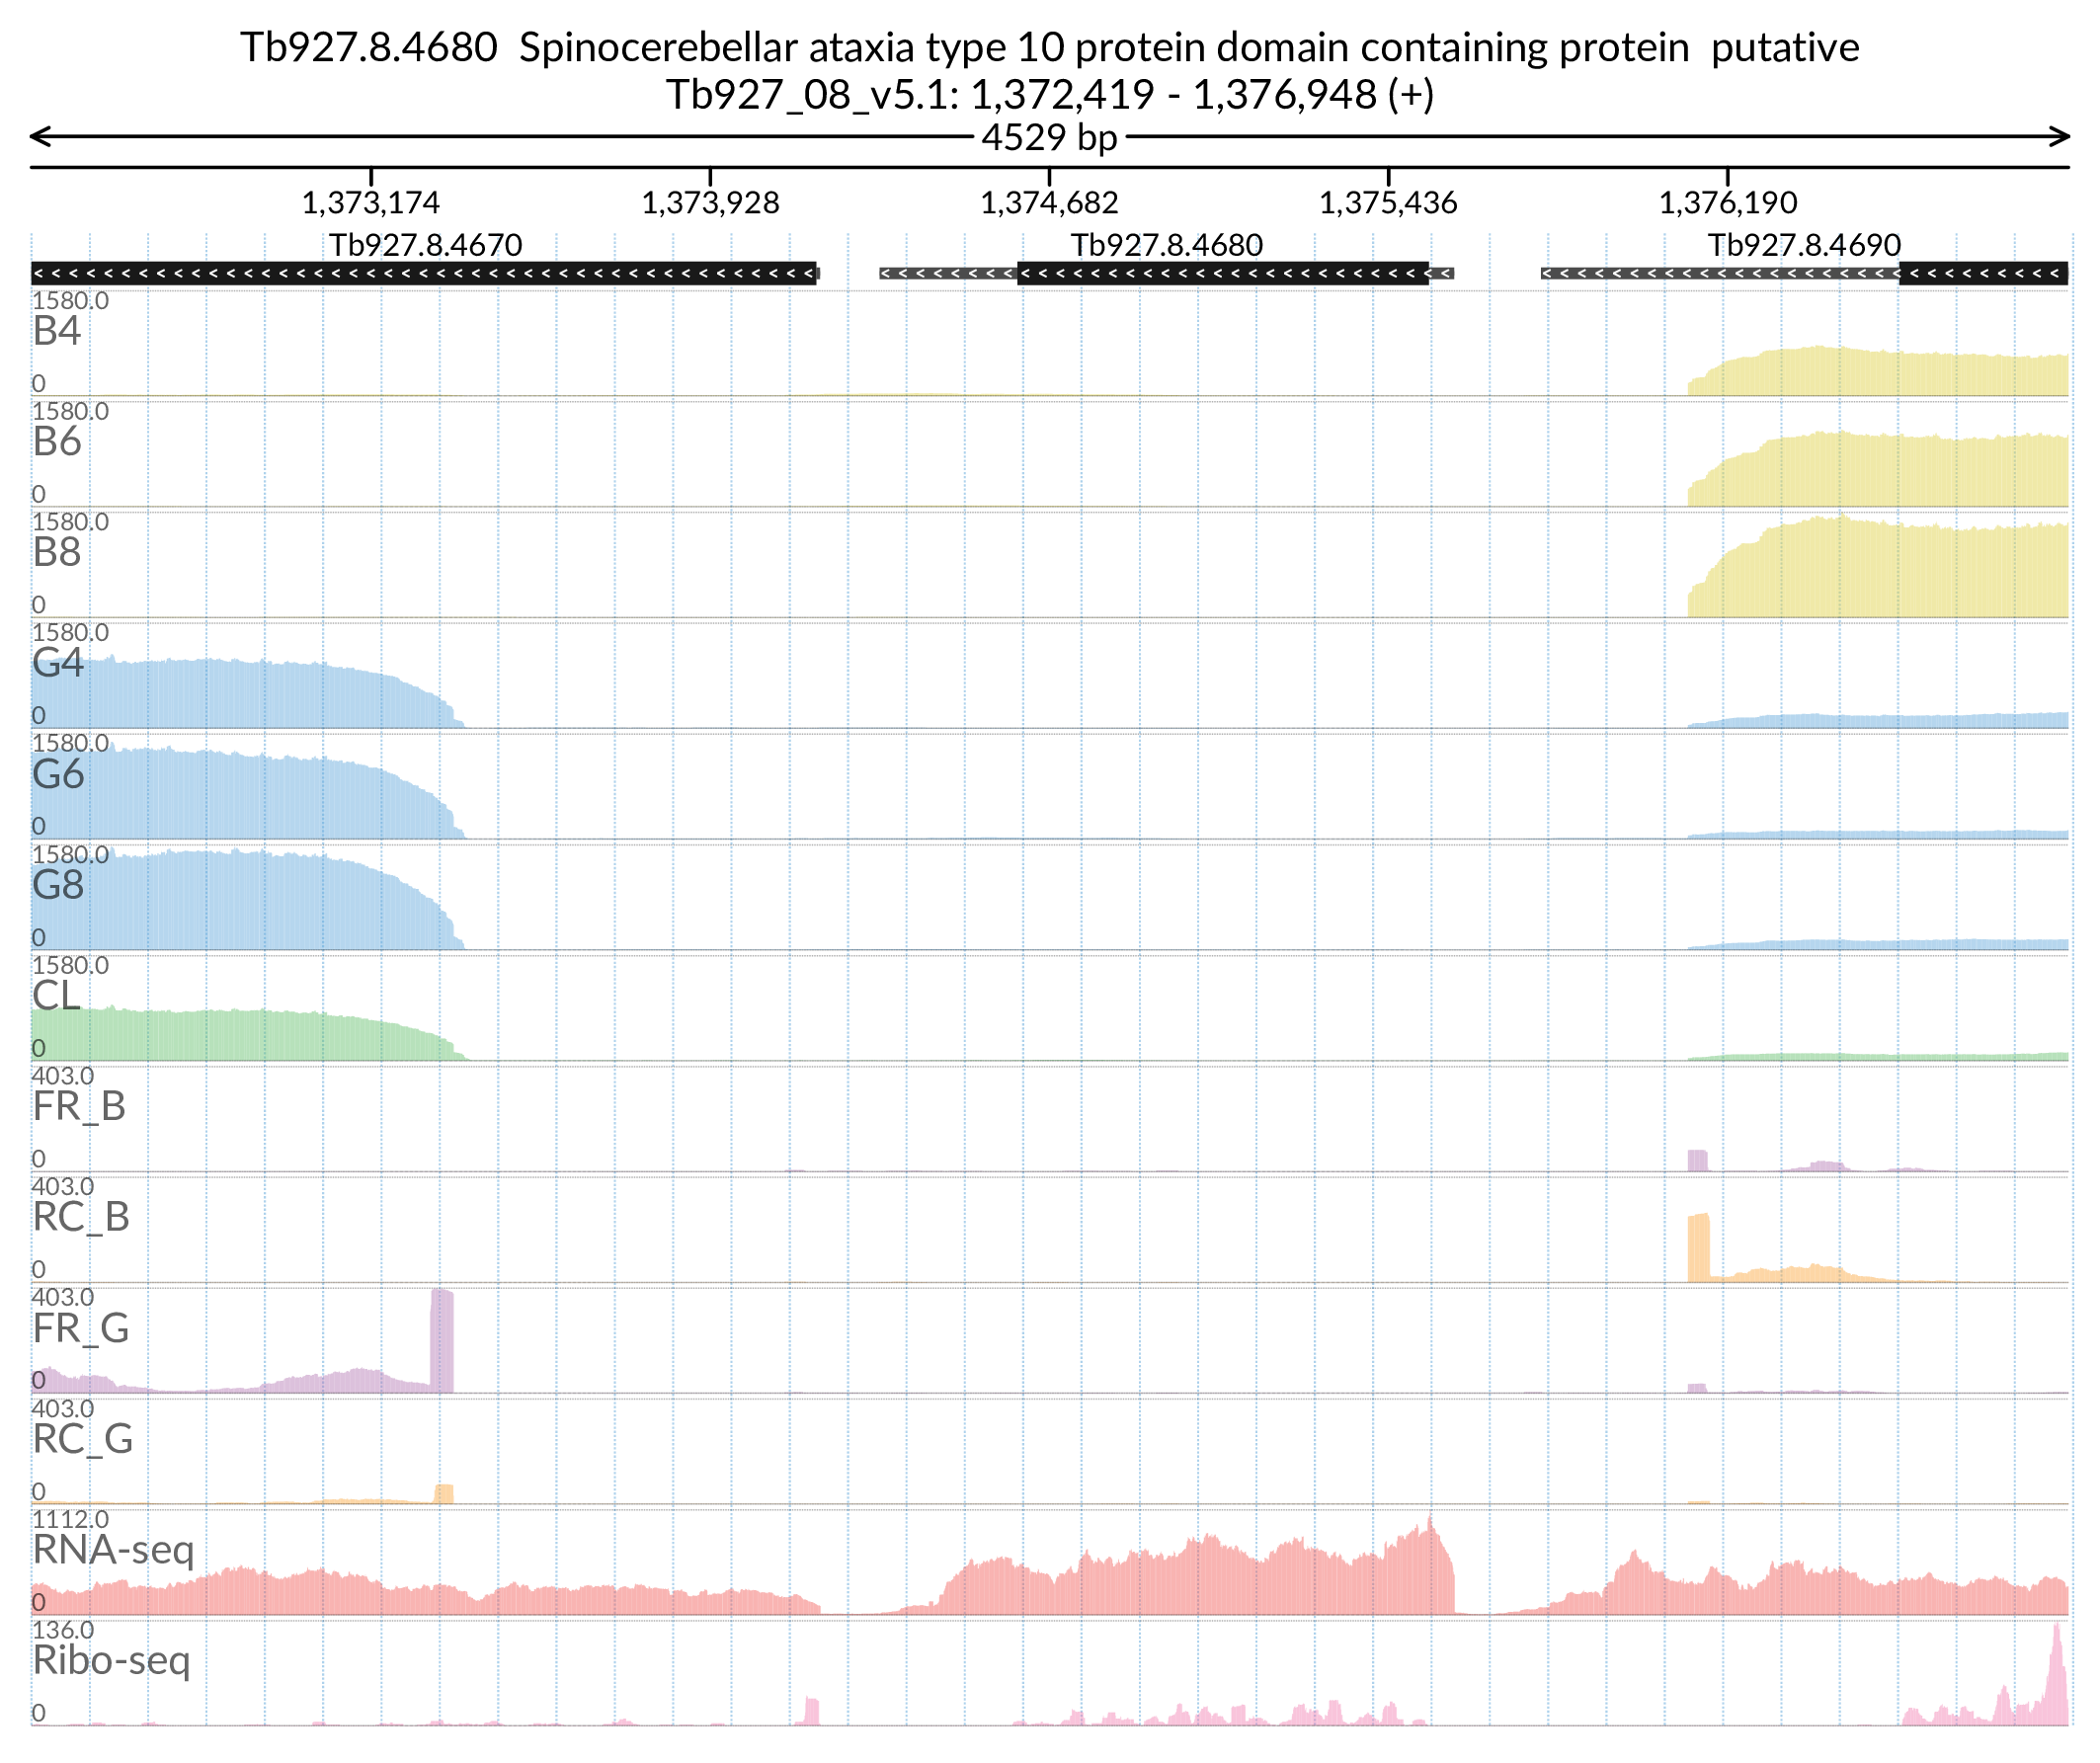 Tb927.8.4680  Spinocerebellar ataxia type 10 protein domain containing protein  putative
Tb927_08_v5.1: 1,372,419 - 1,376,948 (+)
4529 bp
1,373,174 1,373,928 1,374,682 1,375,436 1,376,190
Tb927.8.4670 Tb927.8.4680 Tb927.8.4690
1580.0
B4
0
1580.0
B6
0
1580.0
B8
0
1580.0
G4
0
1580.0
G6
0
1580.0
G8
0
1580.0
CL
0
403.0
FR_B
0
403.0
RC_B
0
403.0
FR_G
0
403.0
RC_G
0
1112.0
RNA-seq
0
136.0
Ribo-seq
0